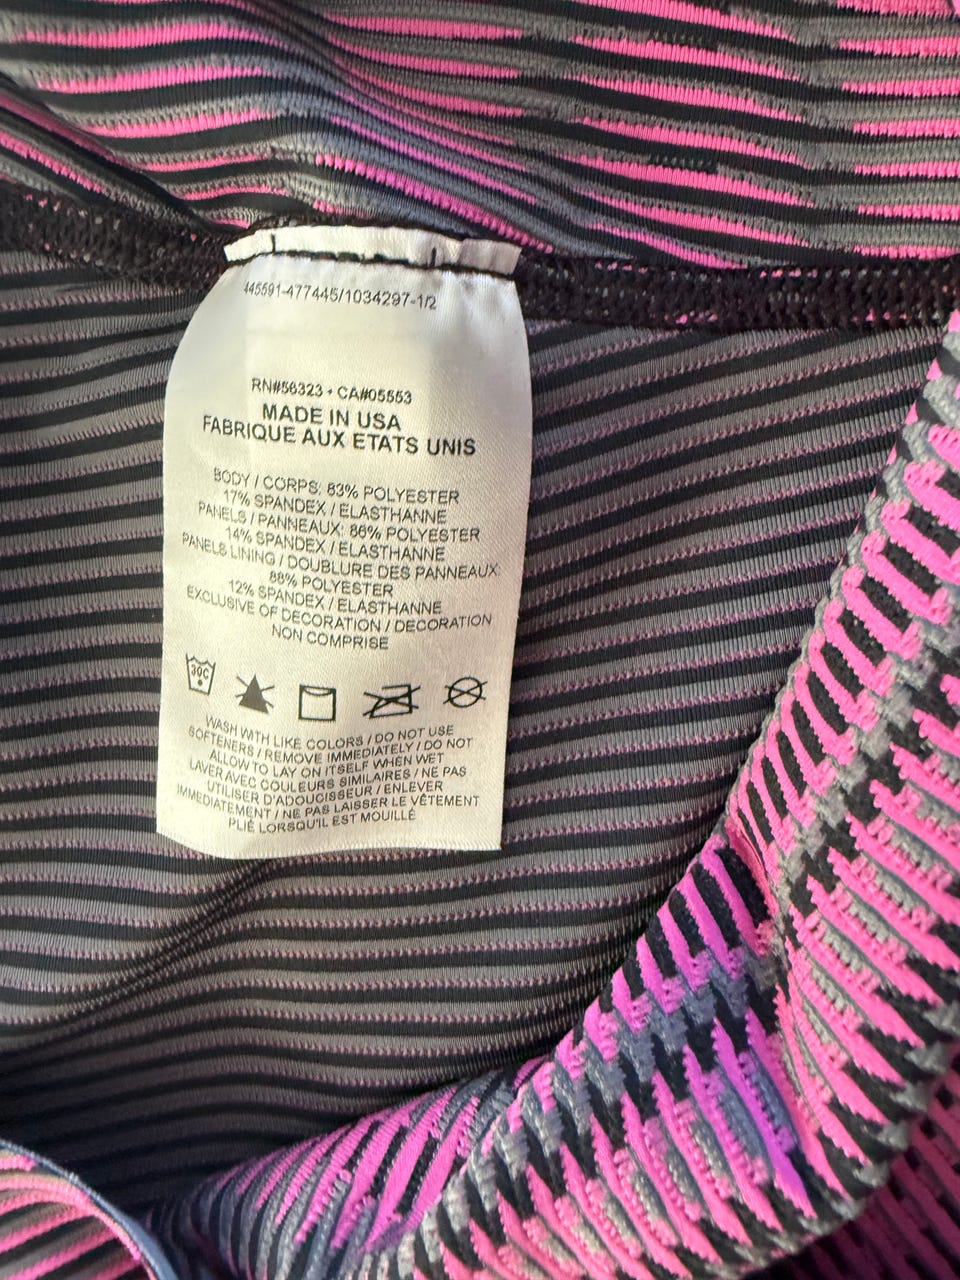 445591-477445/1034297-1/2
RN#56323 • CA#05553
MADE IN USA
FABRIQUE AUX ETATS UNIS
BODY / CORPS: 83% POLYESTER
17% SPANDEX / ELASTHANNE
PANELS / PANNEAUX: 86% POLYESTER
14% SPANDEX / ELASTHANNE
PANELS LINING / DOUBLURE DES PANNEAUX
88% POLYESTER
12% SPANDEX / ELASTHANNE
EXCLUSIVE OF DECORATION / DECORATION
NON COMPRISE
30C
WASH WITH LIKE COLORS / DO NOT USE
SOFTENERS / REMOVE IMMEDIATELY / DO NOT
ALLOW TO LAY ON ITSELF WHEN WET
LAVER AVEC COULEURS SIMILAIRES / NE PAS
UTILISER D'ADOUCISSEUR / ENLEVER
IMMEDIATEMENT / NE PAS LAISSER LE VÊTEMENT
PLIÉ LORSQU'IL EST MOUILLÉ